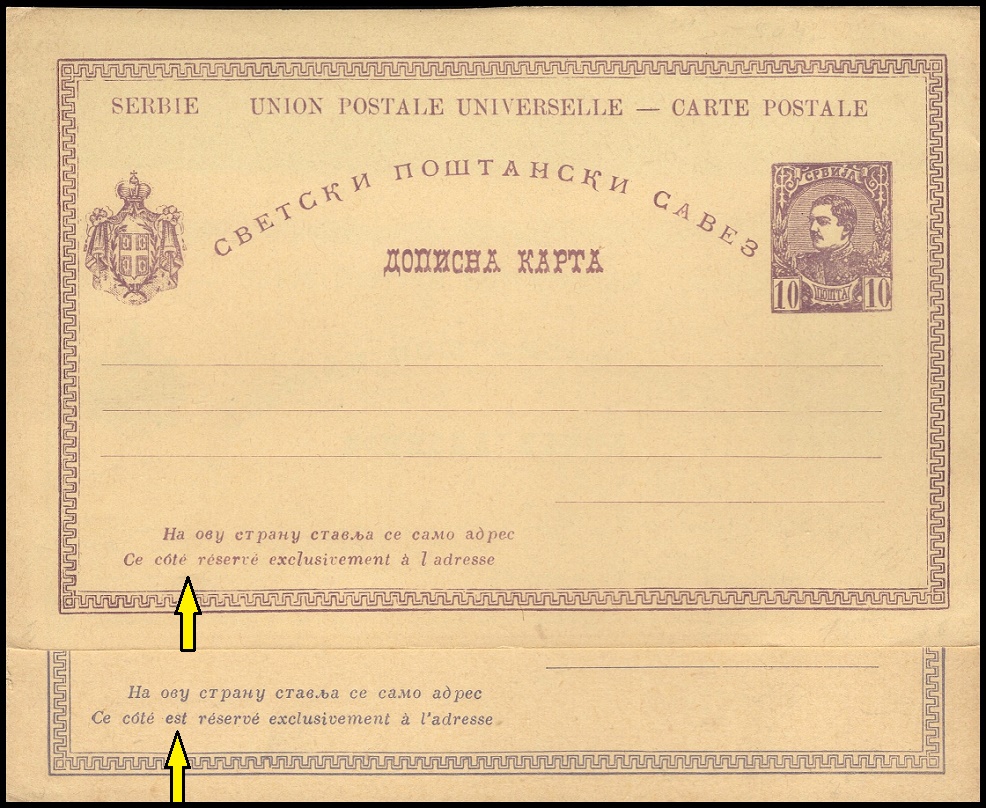 SERBIE UNION POSTALE UNIVERSELLE — CARTE POSTALE
СВЕТСКИ ПОШТАНСКИ САВЕЗ
СРБИЈА
ДОПИСНА КАРТА
10 ПОШТА 10
На ову страну ставља се само адрес
Ce côté réservé exclusivement à l adresse
На ову страну ставља се само адрес
Ce côté est réservé exclusivement à l'adresse